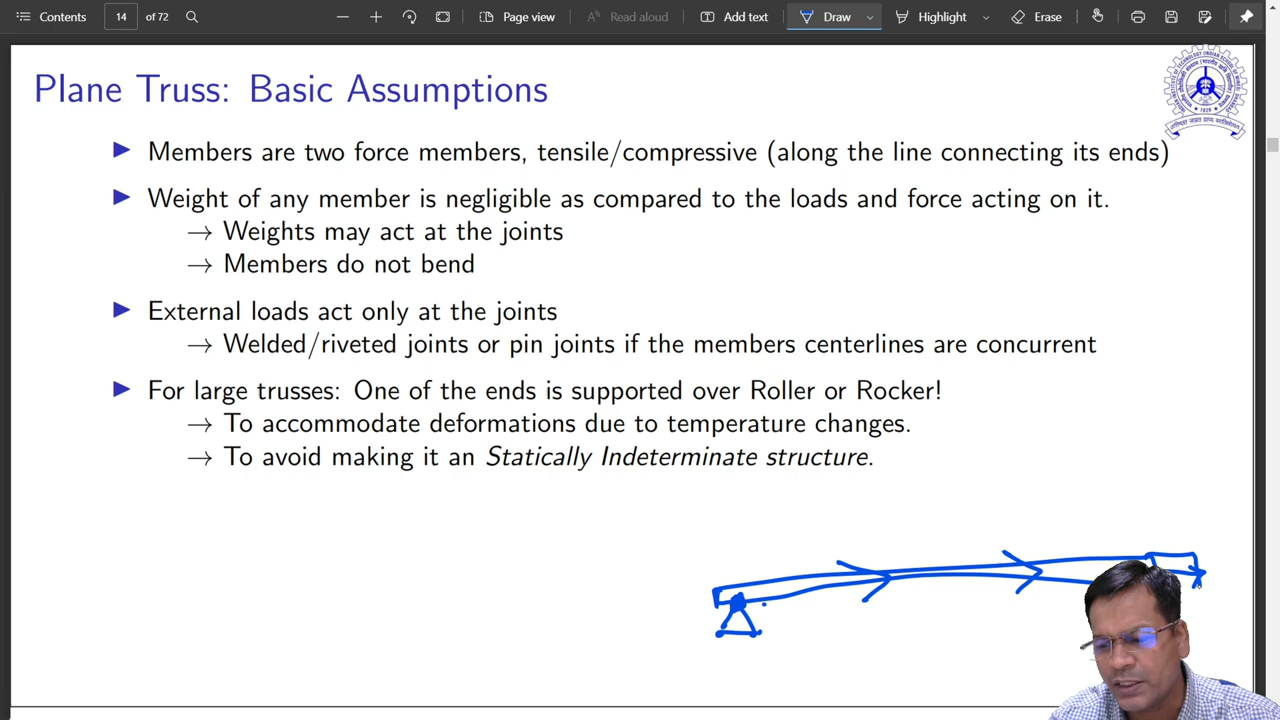 Contents
14 of 72
Page view
Read aloud
Add text
Draw
Highlight
Erase
Plane Truss: Basic Assumptions
▶ Members are two force members, tensile/compressive (along the line connecting its ends)
▶ Weight of any member is negligible as compared to the loads and force acting on it.
→ Weights may act at the joints
→ Members do not bend
▶ External loads act only at the joints
→ Welded/riveted joints or pin joints if the members centerlines are concurrent
▶ For large trusses: One of the ends is supported over Roller or Rocker!
→ To accommodate deformations due to temperature changes.
→ To avoid making it an Statically Indeterminate structure.